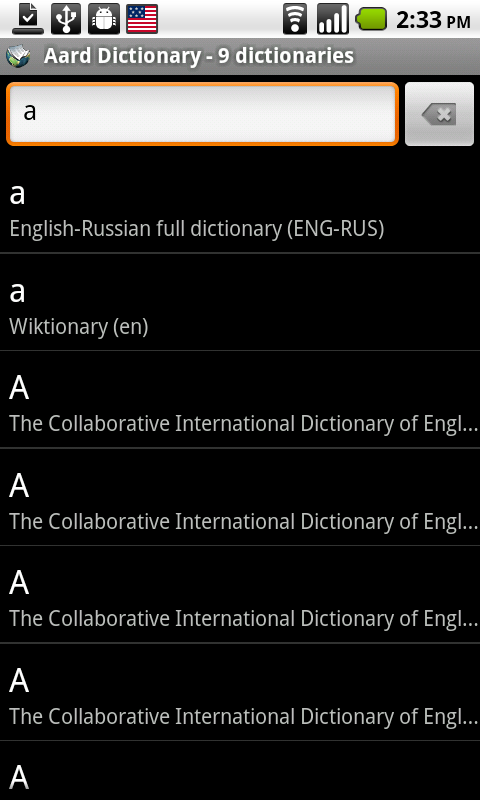 2:33 PM
Aard Dictionary - 9 dictionaries
a
a
English-Russian full dictionary (ENG-RUS)
a
Wiktionary (en)
A
The Collaborative International Dictionary of Engl...
A
The Collaborative International Dictionary of Engl...
A
The Collaborative International Dictionary of Engl...
A
The Collaborative International Dictionary of Engl...
A